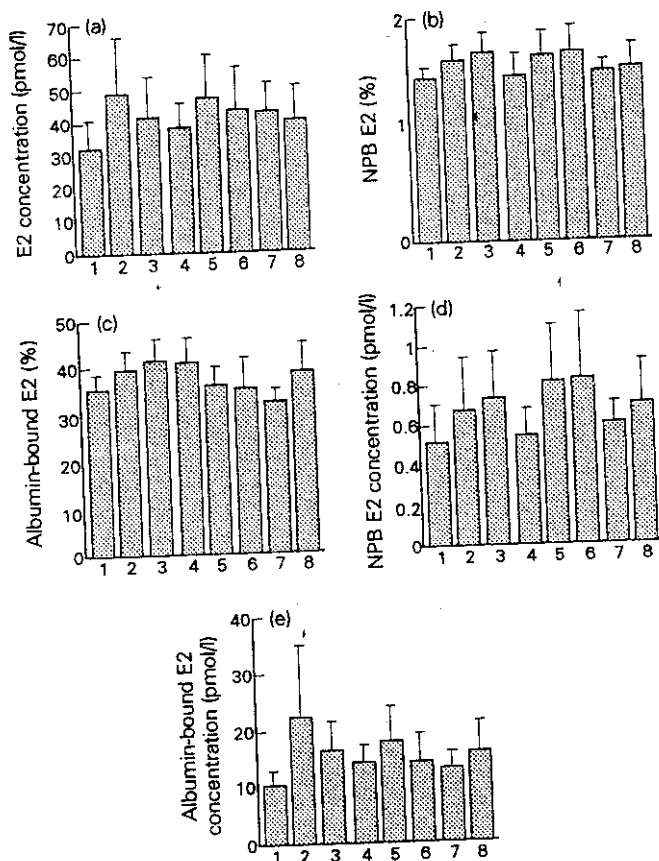 (a)
E2 concentration (pmol/l)
70
60
50
40
30
20
10
0
1 2 3 4 5 6 7 8
(b)
NPB E2 (%)
2
1
0
1 2 3 4 5 6 7 8
(c)
Albumin-bound E2 (%)
50
40
30
20
10
0
1 2 3 4 5 6 7 8
(d)
NPB E2 concentration (pmol/l)
1.2
1
0.8
0.6
0.4
0.2
0
1 2 3 4 5 6 7 8
(e)
Albumin-bound E2
concentration (pmol/l)
40
30
20
10
0
1 2 3 4 5 6 7 8